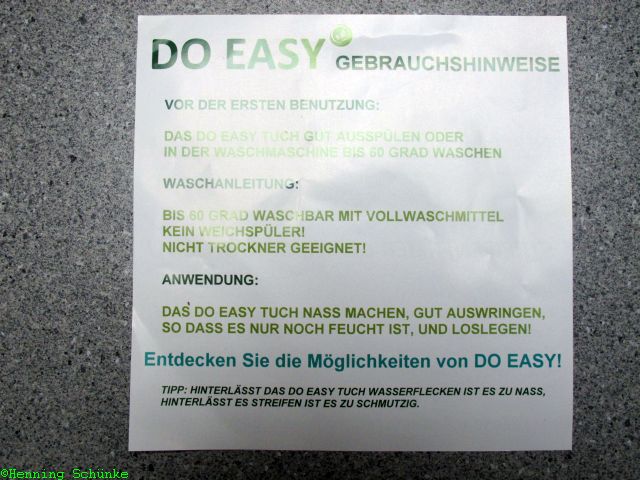 DO EASY GEBRAUCHSHINWEISE
VOR DER ERSTEN BENUTZUNG:
DAS DO EASY TUCH GUT AUSSPÜLEN ODER
IN DER WASCHMASCHINE BIS 60 GRAD WASCHEN
WASCHANLEITUNG:
BIS 60 GRAD WASCHBAR MIT VOLLWASCHMITTEL
KEIN WEICHSPÜLER!
NICHT TROCKNER GEEIGNET!
ANWENDUNG:
DAS DO EASY TUCH NASS MACHEN, GUT AUSWRINGEN,
SO DASS ES NUR NOCH FEUCHT IST, UND LOSLEGEN!
Entdecken Sie die Möglichkeiten von DO EASY!
TIPP: HINTERLÄSST DAS DO EASY TUCH WASSERFLECKEN IST ES ZU NASS,
HINTERLÄSST ES STREIFEN IST ES ZU SCHMUTZIG.
©Henning Schünke